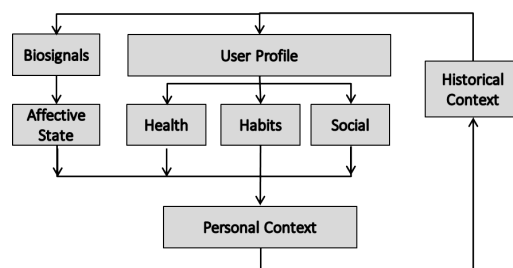 Biosignals
User Profile
Historical
Context
Affective
State
Health
Habits
Social
Personal Context